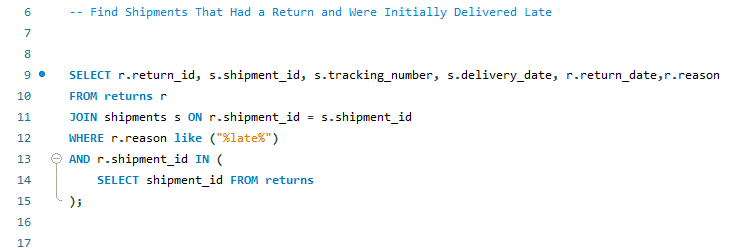 6 -- Find Shipments That Had a Return and Were Initially Delivered Late
7
8
9 SELECT r.return_id, s.shipment_id, s.tracking_number, s.delivery_date, r.return_date,r.reason
10 FROM returns r
11 JOIN shipments s ON r.shipment_id = s.shipment_id
12 WHERE r.reason like ("%late%")
13 AND r.shipment_id IN (
14 SELECT shipment_id FROM returns
15 );
16
17